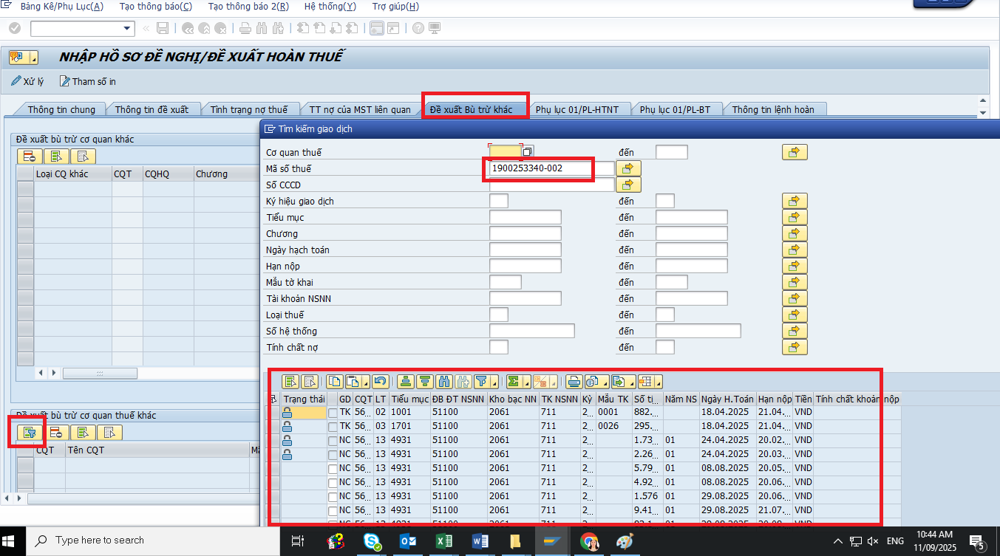 Bảng Kê/Phụ Lục(A) Tạo thông báo(C) Tạo thông báo 2(R) Hệ thống(Y) Trợ giúp(H)
NHẬP HỒ SƠ ĐỀ NGHỊ/ĐỀ XUẤT HOÀN THUẾ
Xử lý Tham số in
Thông tin chung Thông tin đề xuất Tình trạng nợ thuế TT nợ của MST liên quan Đề xuất Bù trừ khác Phụ lục 01/PL-HTNT Phụ lục 01/PL-BT Thông tin lệnh hoàn
Đề xuất bù trừ cơ quan khác
Loại CQ khác CQT CQHQ Chương
Đề xuất bù trừ cơ quan thuế khác
CQT Tên CQT
Tìm kiếm giao dịch
Cơ quan thuế đến
Mã số thuế 1900253340-002
Số CCCD
Ký hiệu giao dịch đến
Tiểu mục đến
Chương đến
Ngày hạch toán đến
Hạn nộp đến
Mẫu tờ khai đến
Tài khoản NSNN đến
Loại thuế đến
Số hệ thống đến
Tính chất nợ đến
Trạng thái GD CQT LT Tiểu mục ĐB ĐT NSNN Kho bạc NN TK NSNN Kỳ Mẫu TK Số ti... Năm NS Ngày H.Toán Hạn nộp Tiền Tính chất khoản nộp
TK 56... 02 1001 51100 2061 711 2... 0001 882... 18.04.2025 21.04... VND
TK 56... 03 1701 51100 2061 711 2... 0026 295... 18.04.2025 21.04... VND
NC 56... 13 4931 51100 2061 711 2... 1.73... 01 24.04.2025 20.02... VND
NC 56... 13 4931 51100 2061 711 2... 2.26... 01 24.04.2025 20.03... VND
NC 56... 13 4931 51100 2061 711 2... 5.79... 01 08.08.2025 20.05... VND
NC 56... 13 4931 51100 2061 711 2... 4.92... 01 08.08.2025 20.06... VND
NC 56... 13 4931 51100 2061 711 2... 1.576 01 29.08.2025 20.06... VND
NC 56... 13 4931 51100 2061 711 2... 9.41... 01 29.08.2025 21.07... VND
Type here to search
ENG
10:44 AM
11/09/2025
5